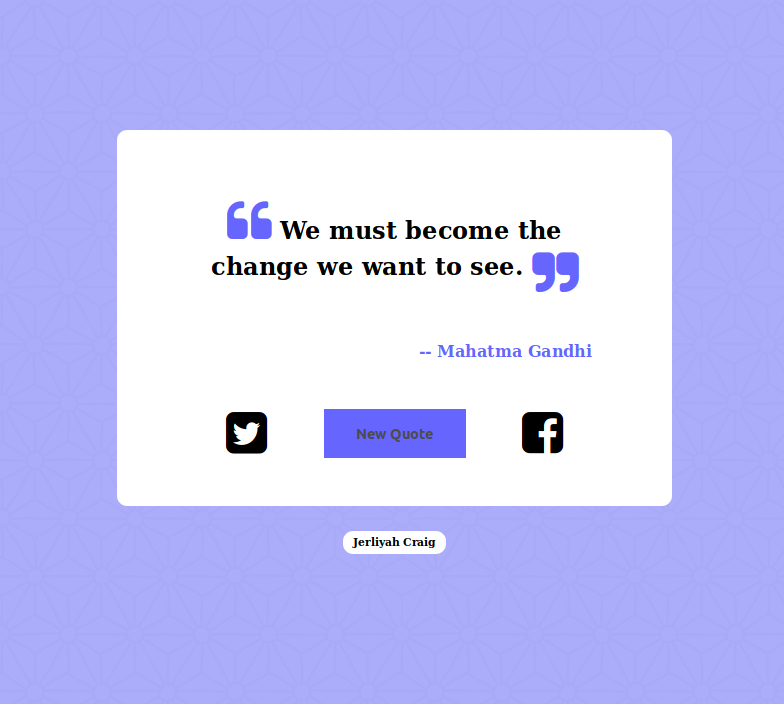 We must become the
change we want to see.
-- Mahatma Gandhi
New Quote
Jerliyah Craig